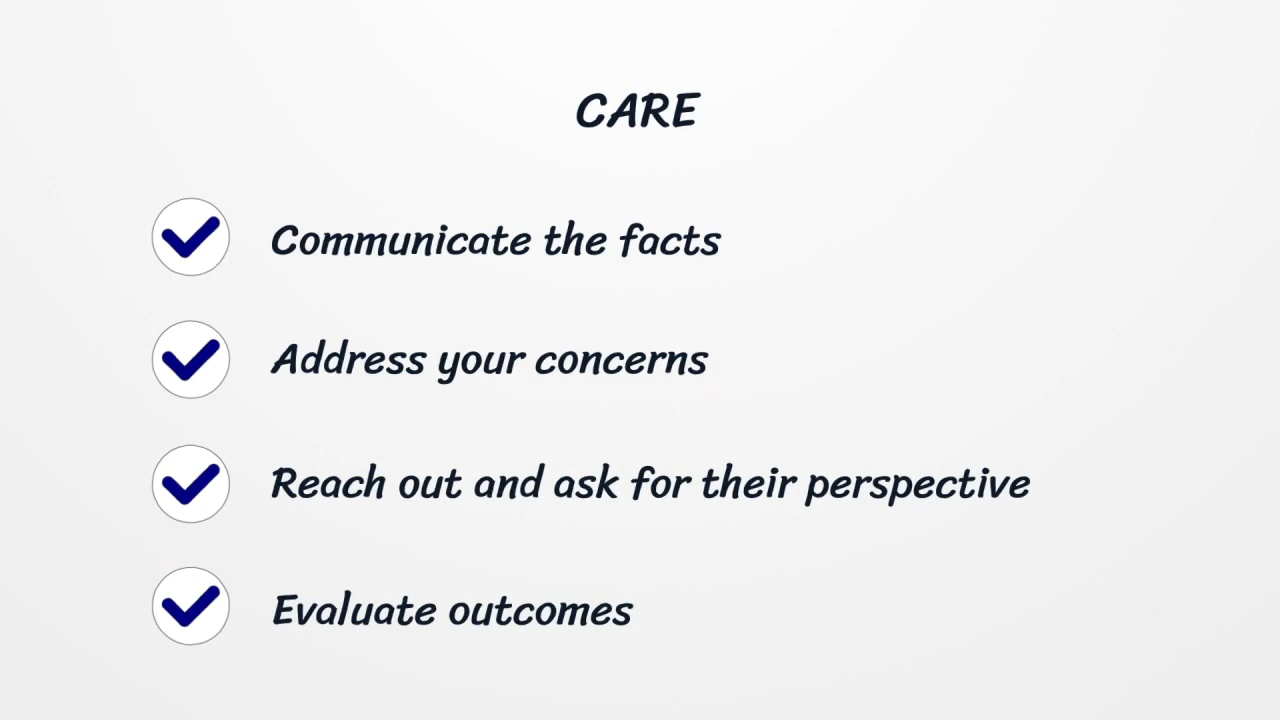 CARE
Communicate the facts
Address your concerns
Reach out and ask for their perspective
Evaluate outcomes